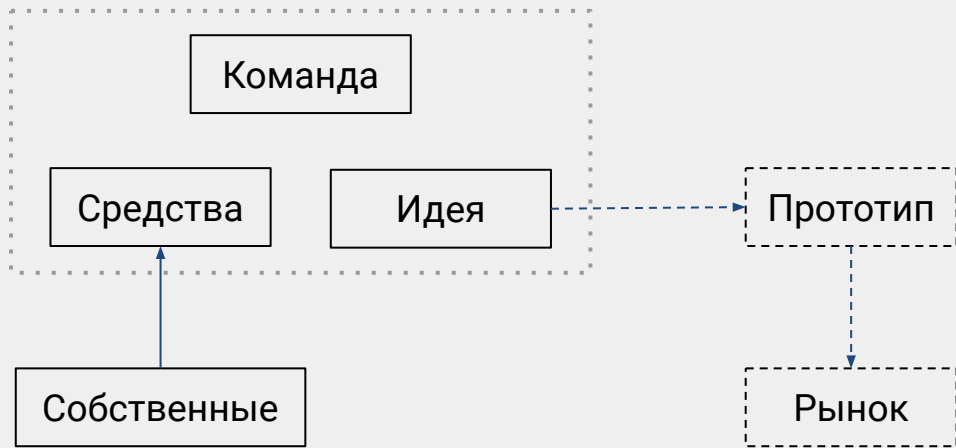 Команда
Средства
Идея
Прототип
Собственные
Рынок